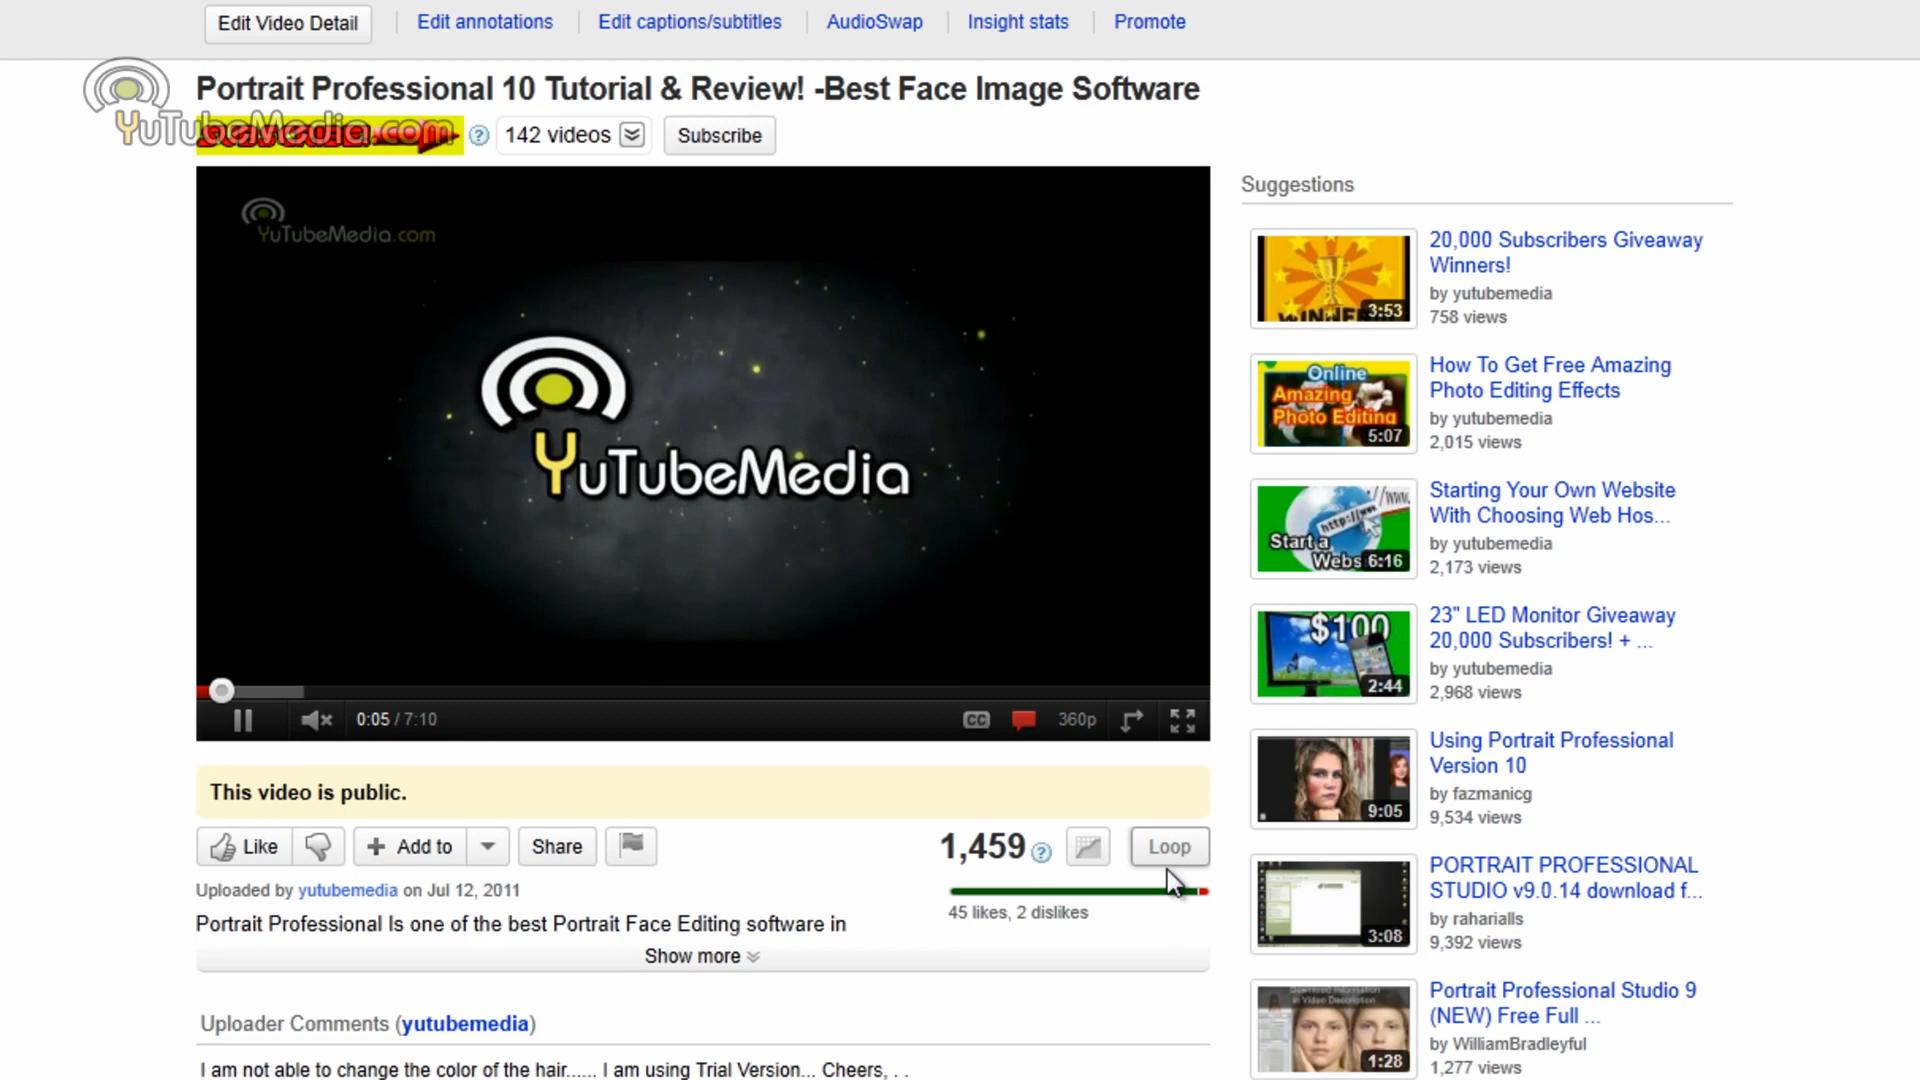 Edit Video Detail
Edit annotations
Edit captions/subtitles
AudioSwap
Insight stats
Promote
Portrait Professional 10 Tutorial & Review! -Best Face Image Software
YuTubeMedia.com
142 videos
Subscribe
YuTubeMedia.com
YuTubeMedia
0:05 / 7:10
CC
360p
This video is public.
Like
Add to
Share
1,459
Loop
Uploaded by yutubemedia on Jul 12, 2011
45 likes, 2 dislikes
Portrait Professional Is one of the best Portrait Face Editing software in
Show more
Uploader Comments (yutubemedia)
I am not able to change the color of the hair...... I am using Trial Version... Cheers, . .
Suggestions
WINNER
3:53
20,000 Subscribers Giveaway
Winners!
by yutubemedia
758 views
Online
Amazing
Photo Editing
5:07
How To Get Free Amazing
Photo Editing Effects
by yutubemedia
2,015 views
http://www
Start a
Webs
6:16
Starting Your Own Website
With Choosing Web Hos...
by yutubemedia
2,173 views
$100
2:44
23" LED Monitor Giveaway
20,000 Subscribers! + ...
by yutubemedia
2,968 views
9:05
Using Portrait Professional
Version 10
by fazmanicg
9,534 views
3:08
PORTRAIT PROFESSIONAL
STUDIO v9.0.14 download f...
by raharialls
9,392 views
Download Information
in Video Description
1:28
Portrait Professional Studio 9
(NEW) Free Full ...
by WilliamBradleyful
1,277 views